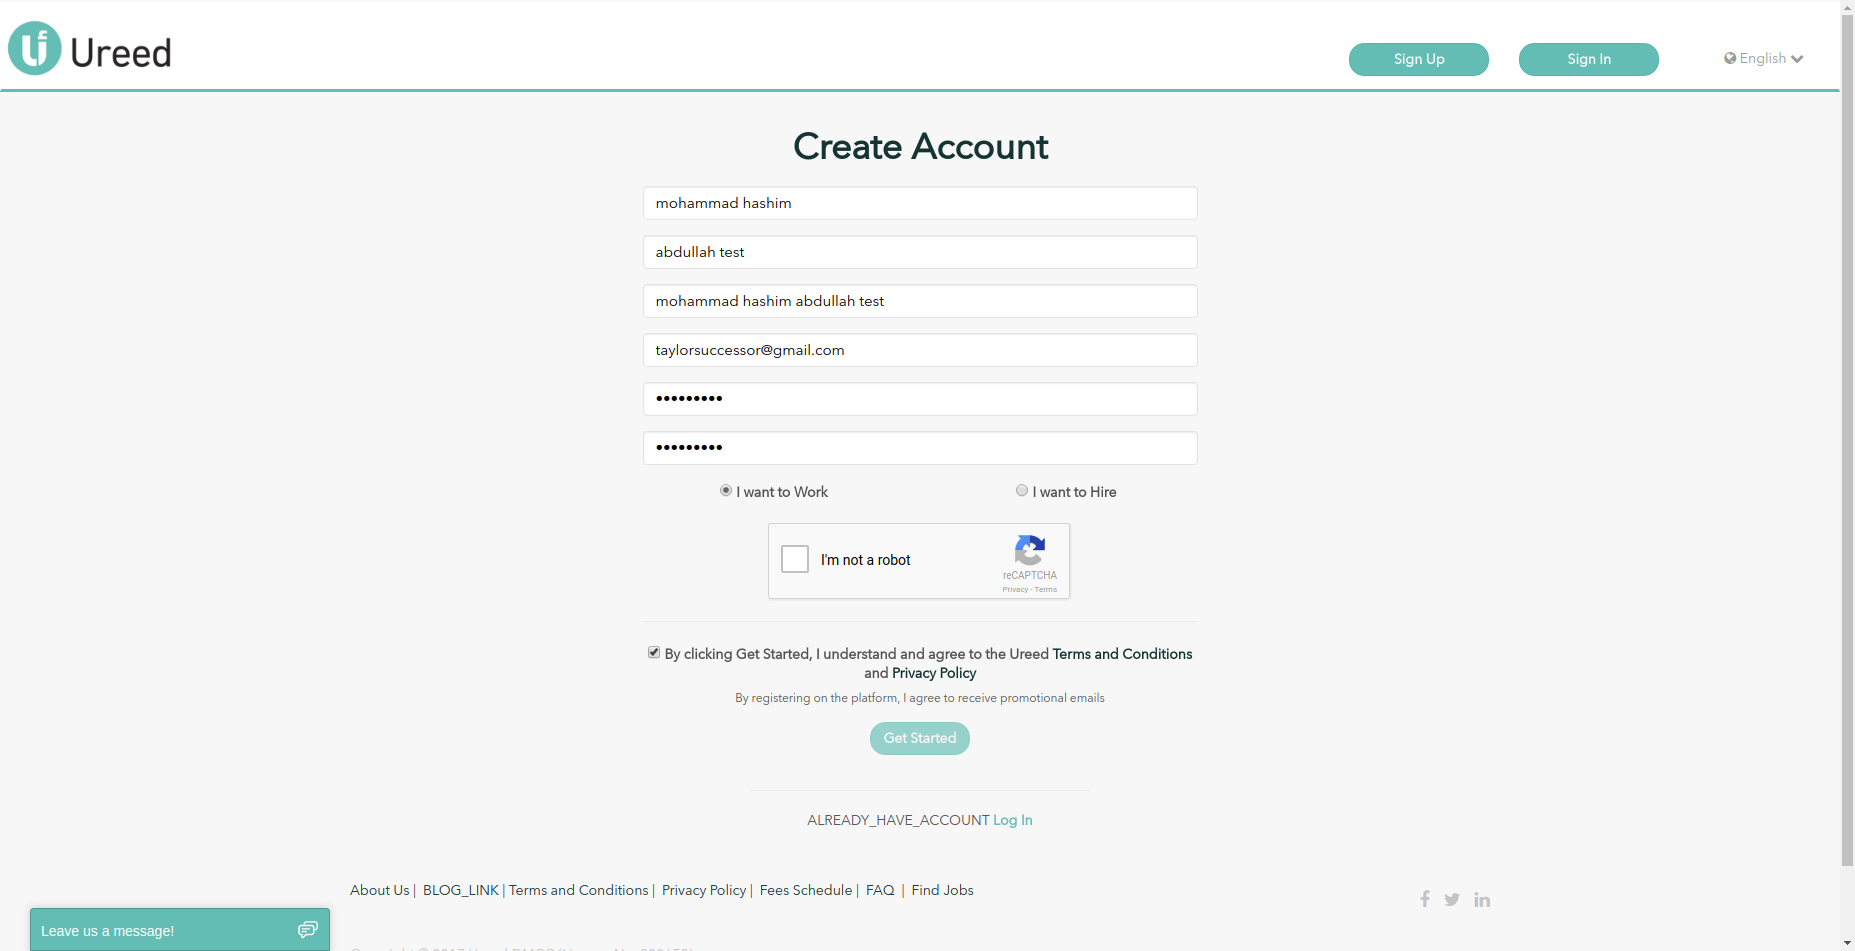 Ureed
Sign Up
Sign In
English
Create Account
mohammad hashim
abdullah test
mohammad hashim abdullah test
taylorsuccessor@gmail.com
•••••••••
•••••••••
I want to Work
I want to Hire
I'm not a robot
reCAPTCHA
Privacy - Terms
By clicking Get Started, I understand and agree to the Ureed Terms and Conditions
and Privacy Policy
By registering on the platform, I agree to receive promotional emails
Get Started
ALREADY_HAVE_ACCOUNT Log In
About Us | BLOG_LINK | Terms and Conditions | Privacy Policy | Fees Schedule | FAQ | Find Jobs
Leave us a message!